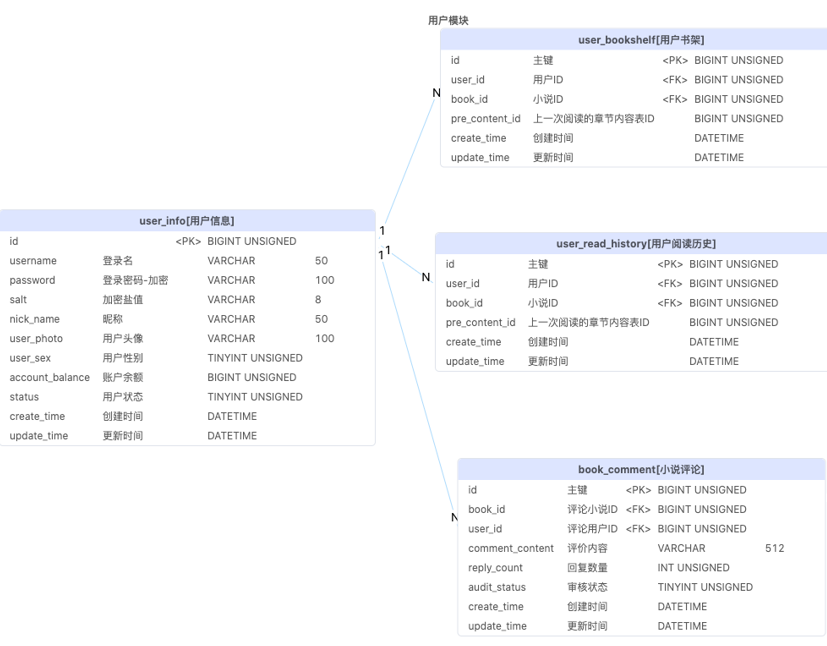 用户模块
user_bookshelf[用户书架]
id 主键 <PK> BIGINT UNSIGNED
user_id 用户ID <FK> BIGINT UNSIGNED
book_id 小说ID <FK> BIGINT UNSIGNED
pre_content_id 上一次阅读的章节内容表ID BIGINT UNSIGNED
create_time 创建时间 DATETIME
update_time 更新时间 DATETIME
N
1
user_info[用户信息]
id <PK> BIGINT UNSIGNED
username 登录名 VARCHAR 50
password 登录密码-加密 VARCHAR 100
salt 加密盐值 VARCHAR 8
nick_name 昵称 VARCHAR 50
user_photo 用户头像 VARCHAR 100
user_sex 用户性别 TINYINT UNSIGNED
account_balance 账户余额 BIGINT UNSIGNED
status 用户状态 TINYINT UNSIGNED
create_time 创建时间 DATETIME
update_time 更新时间 DATETIME
1
1
N
user_read_history[用户阅读历史]
id 主键 <PK> BIGINT UNSIGNED
user_id 用户ID <FK> BIGINT UNSIGNED
book_id 小说ID <FK> BIGINT UNSIGNED
pre_content_id 上一次阅读的章节内容表ID BIGINT UNSIGNED
create_time 创建时间 DATETIME
update_time 更新时间 DATETIME
N
book_comment[小说评论]
id 主键 <PK> BIGINT UNSIGNED
book_id 评论小说ID <FK> BIGINT UNSIGNED
user_id 评论用户ID <FK> BIGINT UNSIGNED
comment_content 评价内容 VARCHAR 512
reply_count 回复数量 INT UNSIGNED
audit_status 审核状态 TINYINT UNSIGNED
create_time 创建时间 DATETIME
update_time 更新时间 DATETIME